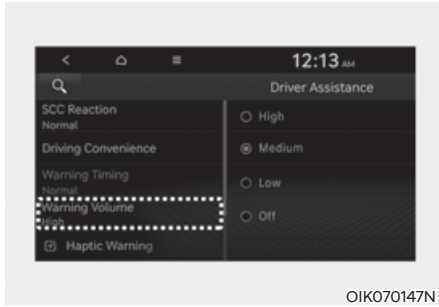 12:13 AM
Driver Assistance
SCC Reaction
Normal
Driving Convenience
Warning Timing
Normal
Warning Volume
High
Haptic Warning
High
Medium
Low
Off
OIK070147N